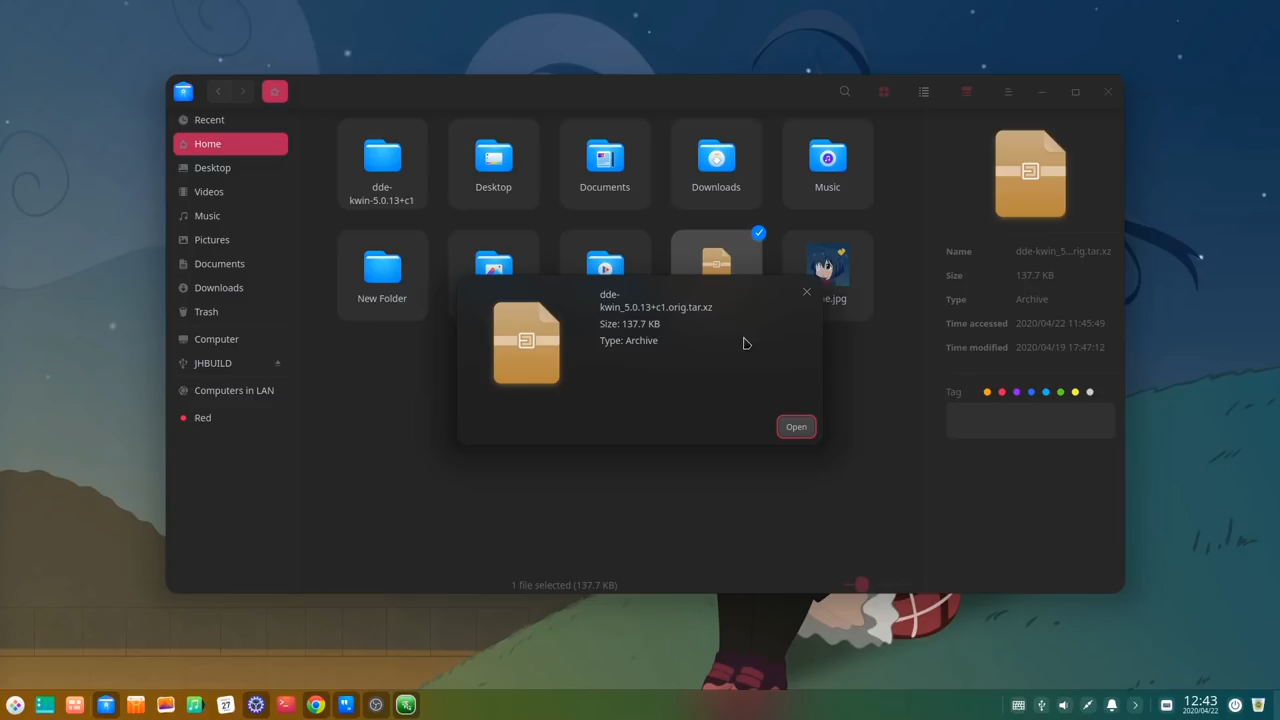 Recent
Home
Desktop
Videos
Music
Pictures
Documents
Downloads
Trash
Computer
JHBUILD
Computers in LAN
Red
dde-
kwin-5.0.13+c1
Desktop
Documents
Downloads
Music
New Folder
e.jpg
dde-
kwin_5.0.13+c1.orig.tar.xz
Size: 137.7 KB
Type: Archive
Open
Name dde-kwin_5...rig.tar.xz
Size 137.7 KB
Type Archive
Time accessed 2020/04/22 11:45:49
Time modified 2020/04/19 17:47:12
Tag
1 file selected (137.7 KB)
27
12:43
2020/04/22